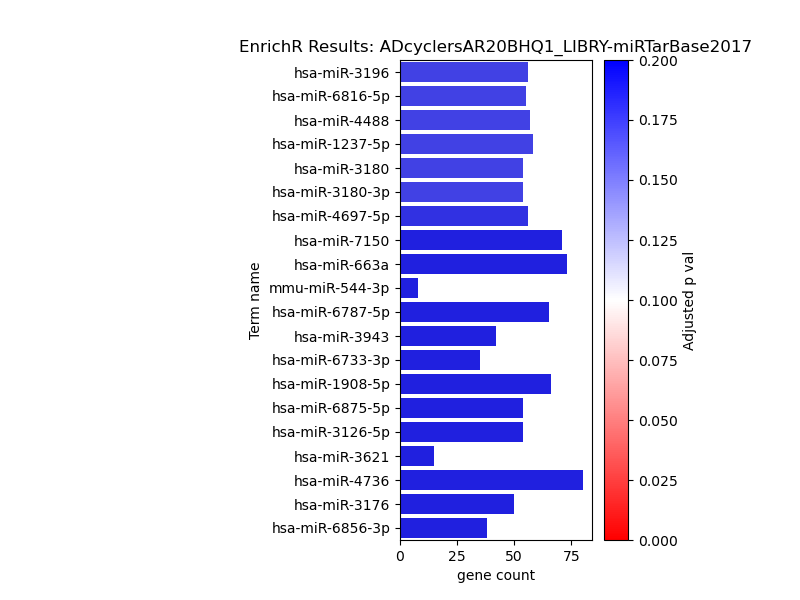 EnrichR Results: ADcyclersAR20BHQ1_LIBRY-miRTarBase2017
hsa-miR-3196
hsa-miR-6816-5p
hsa-miR-4488
hsa-miR-1237-5p
hsa-miR-3180
hsa-miR-3180-3p
hsa-miR-4697-5p
hsa-miR-7150
hsa-miR-663a
mmu-miR-544-3p
hsa-miR-6787-5p
hsa-miR-3943
hsa-miR-6733-3p
hsa-miR-1908-5p
hsa-miR-6875-5p
hsa-miR-3126-5p
hsa-miR-3621
hsa-miR-4736
hsa-miR-3176
hsa-miR-6856-3p
Term name
0 25 50 75
gene count
0.200
0.175
0.150
0.125
0.100
0.075
0.050
0.025
0.000
Adjusted p val